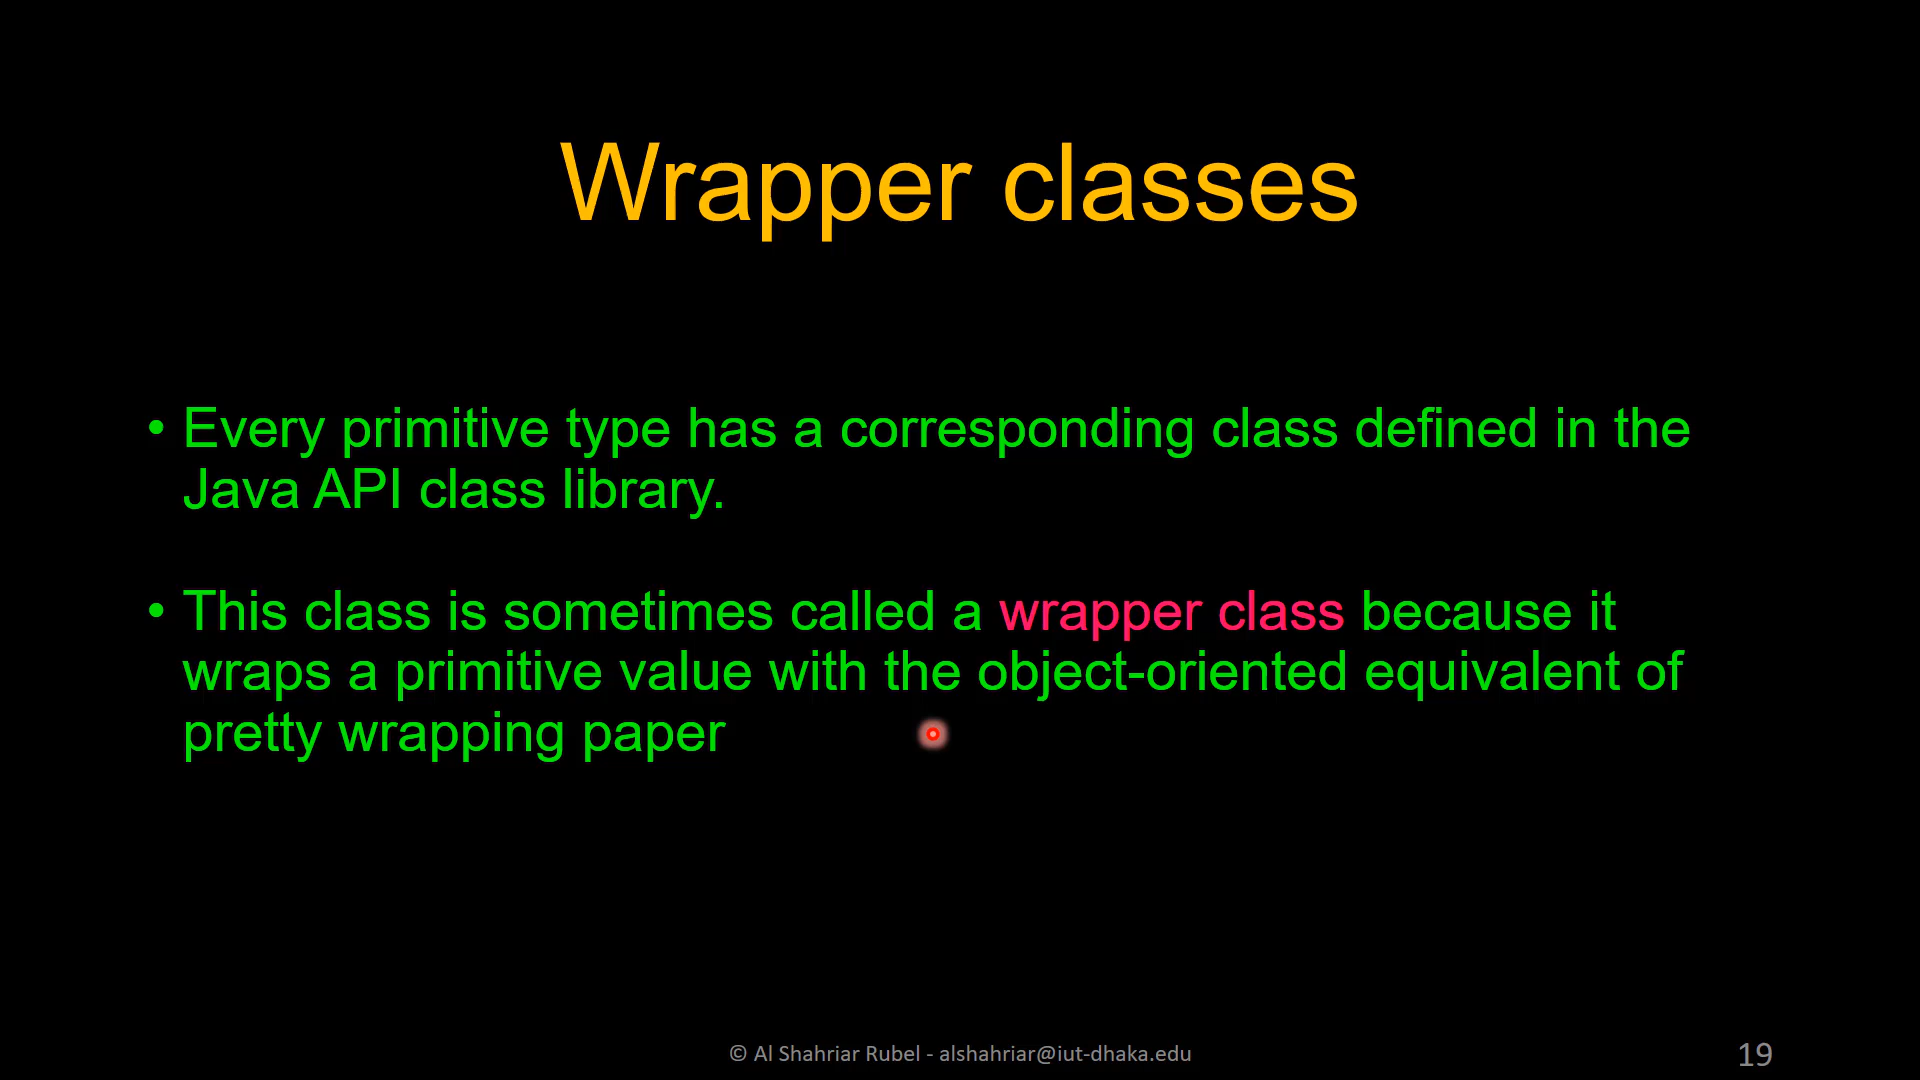 Wrapper classes
• Every primitive type has a corresponding class defined in the
Java API class library.
• This class is sometimes called a wrapper class because it
wraps a primitive value with the object-oriented equivalent of
pretty wrapping paper
© Al Shahriar Rubel - alshahriar@iut-dhaka.edu
19